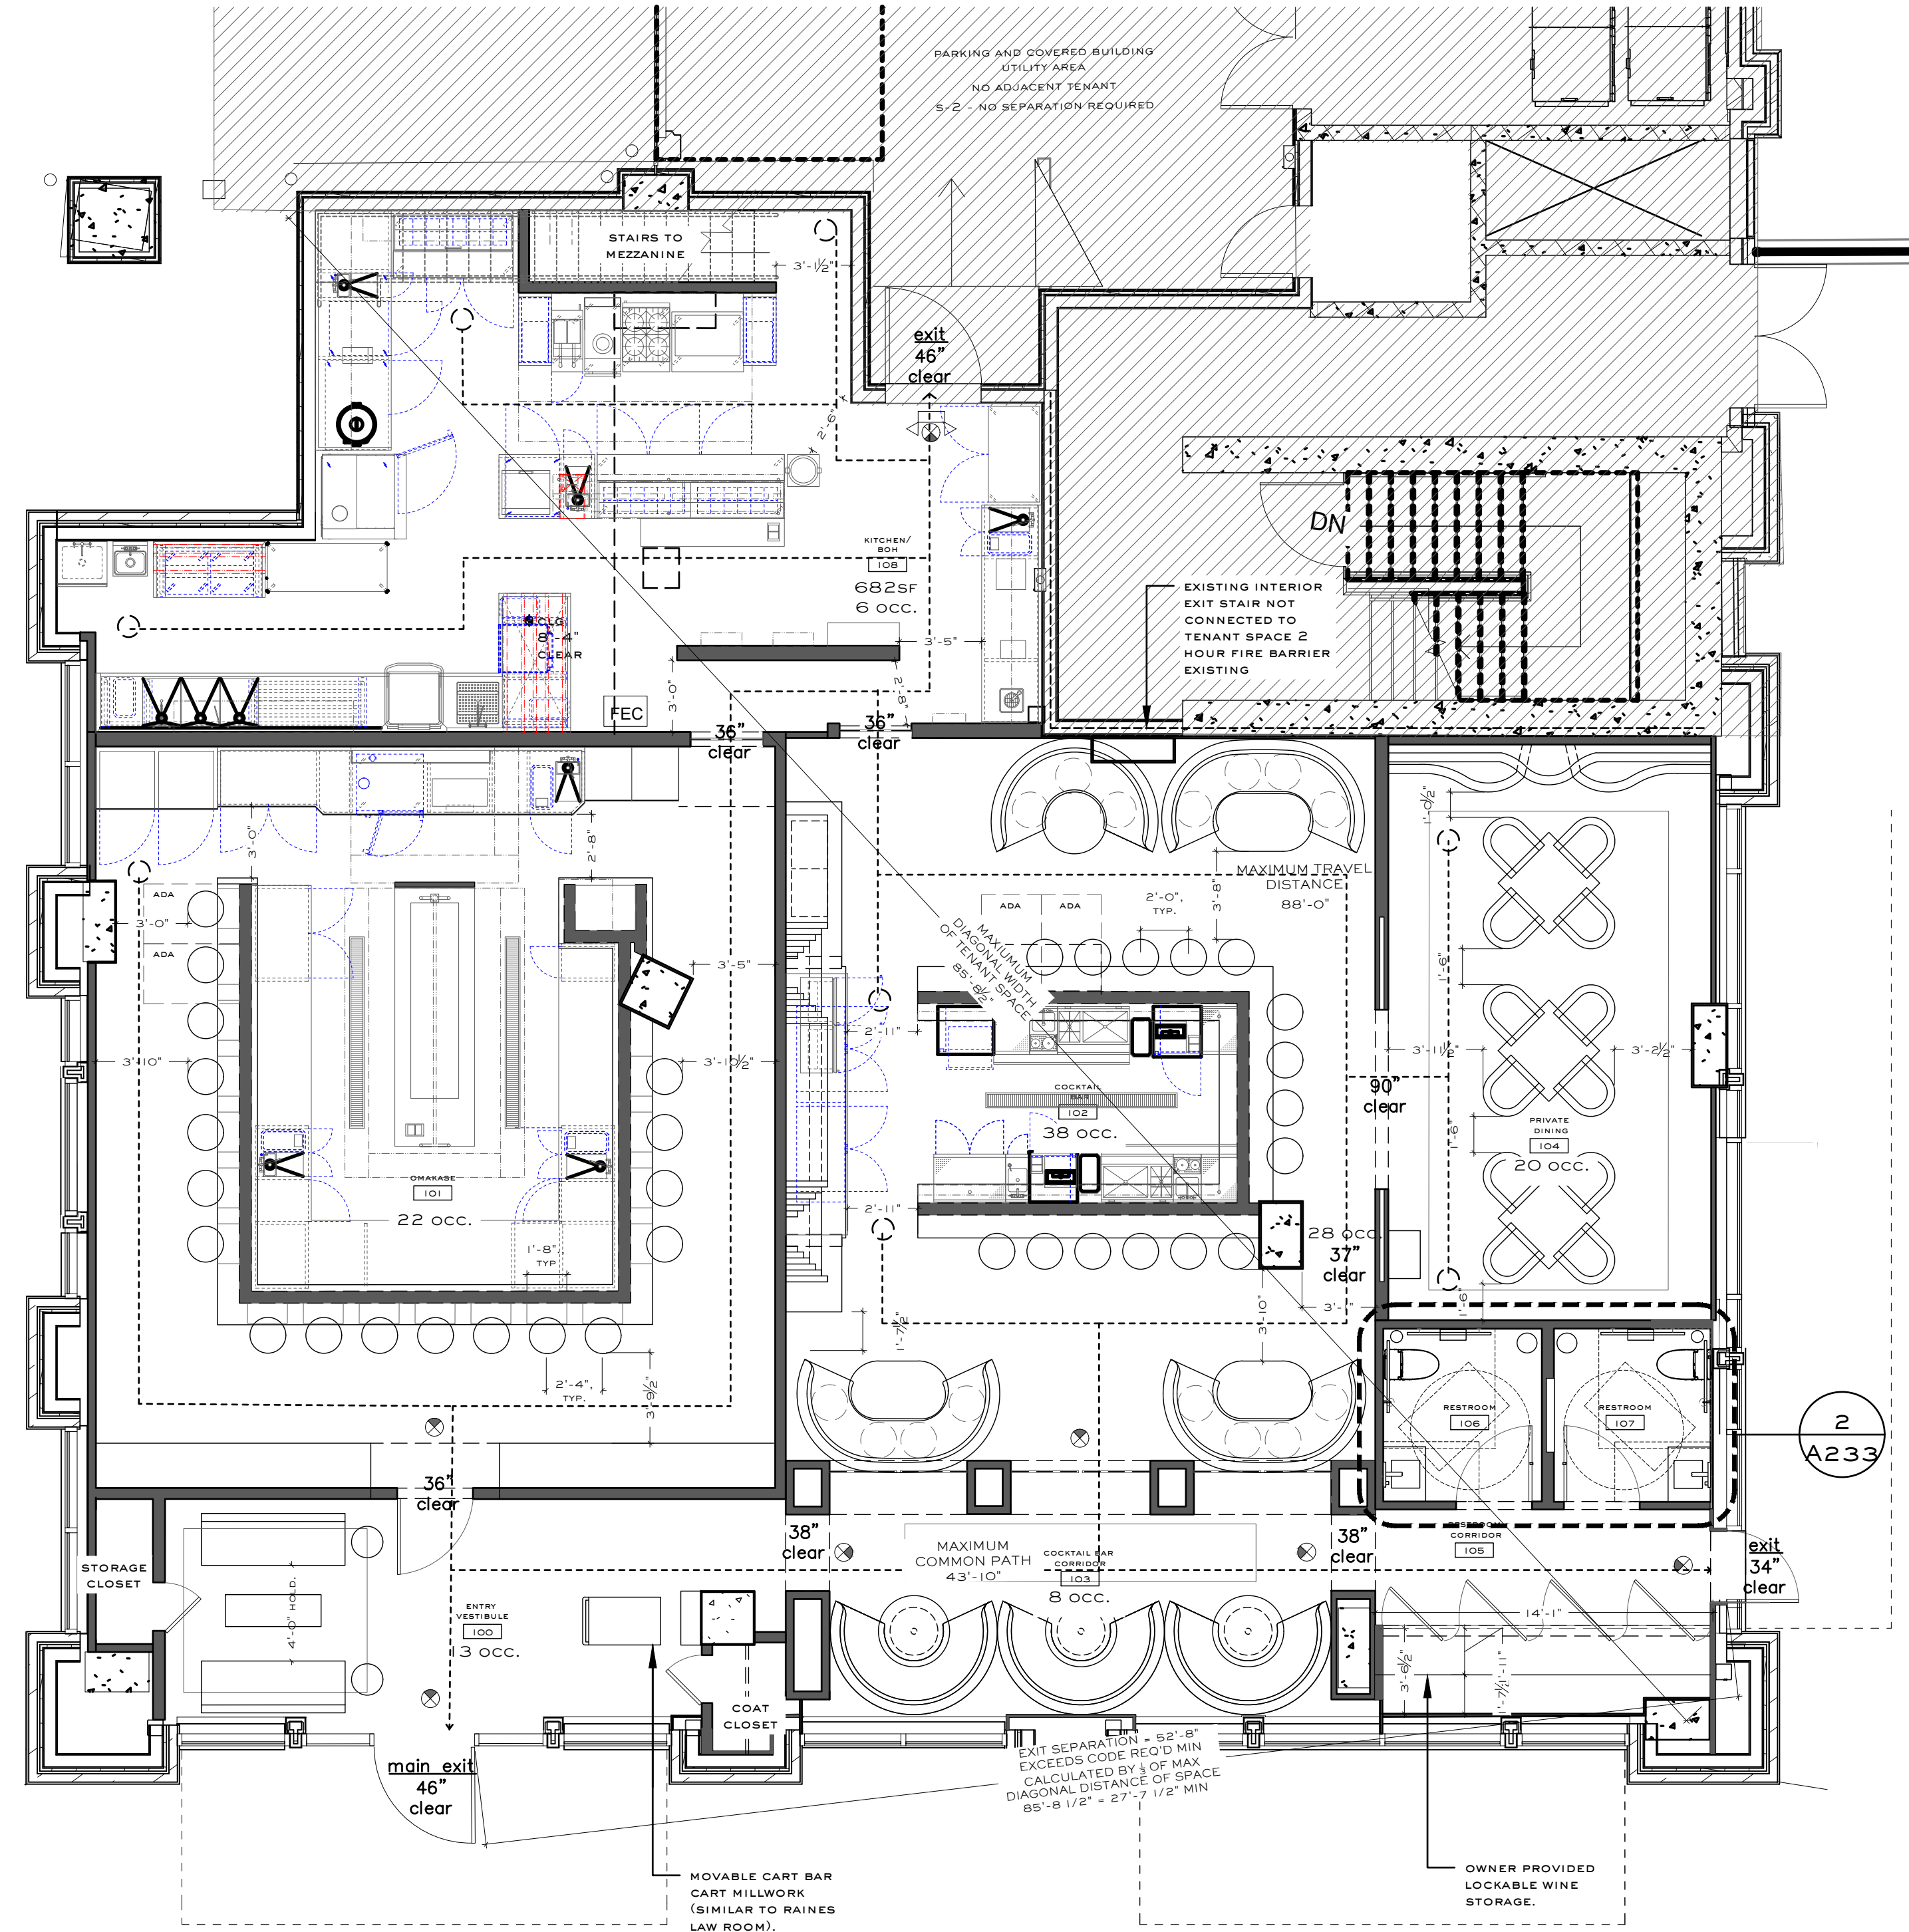 PARKING AND COVERED BUILDING
UTILITY AREA
NO ADJACENT TENANT
S-2 - NO SEPARATION REQUIRED
STAIRS TO
MEZZANINE
3'-1/2"
exit
46"
clear
2'-6"
DN
KITCHEN/
BOH
108
682SF
6 OCC.
EXISTING INTERIOR
EXIT STAIR NOT
CONNECTED TO
TENANT SPACE 2
HOUR FIRE BARRIER
EXISTING
CLG
8'-4"
CLEAR
3'-5"
3'-0"
2'-8"
FEC
36"
clear
36"
clear
3'-0"
2'-8"
1'-0 1/2"
MAXIMUM TRAVEL
DISTANCE
88'-0"
3'-8"
ADA
3'-0"
ADA
ADA
ADA
2'-0",
TYP.
MAXIUMUM
DIAGONAL WIDTH
OF TENANT SPACE
85'-8 1/2"
3'-5"
1'-6"
3'-10"
3'-10 1/2"
2'-11"
3'-11 1/2"
3'-2 1/2"
90"
clear
COCKTAIL
BAR
102
38 OCC.
1'-6"
PRIVATE
DINING
104
20 OCC.
OMAKASE
101
22 OCC.
2'-11"
1'-8",
TYP
28 OCC.
37"
clear
3'-1"
1'-6"
1'-7 1/2"
3'-10"
2'-4",
TYP.
3'-9 1/2"
RESTROOM
106
RESTROOM
107
2
A233
36"
clear
38"
clear
MAXIMUM
COMMON PATH
43'-10"
COCKTAIL BAR
CORRIDOR
103
8 OCC.
38"
clear
RESTROOM
CORRIDOR
105
exit
34"
clear
STORAGE
CLOSET
4'-0" HOLD.
ENTRY
VESTIBULE
100
13 OCC.
14'-1"
3'-6 1/2"
1'-11"
1'-7 1/2"
COAT
CLOSET
main exit
46"
clear
EXIT SEPARATION = 52'-8"
EXCEEDS CODE REQ'D MIN
CALCULATED BY 1/3 OF MAX
DIAGONAL DISTANCE OF SPACE
85'-8 1/2" = 27'-7 1/2" MIN
MOVABLE CART BAR
CART MILLWORK
(SIMILAR TO RAINES
LAW ROOM).
OWNER PROVIDED
LOCKABLE WINE
STORAGE.